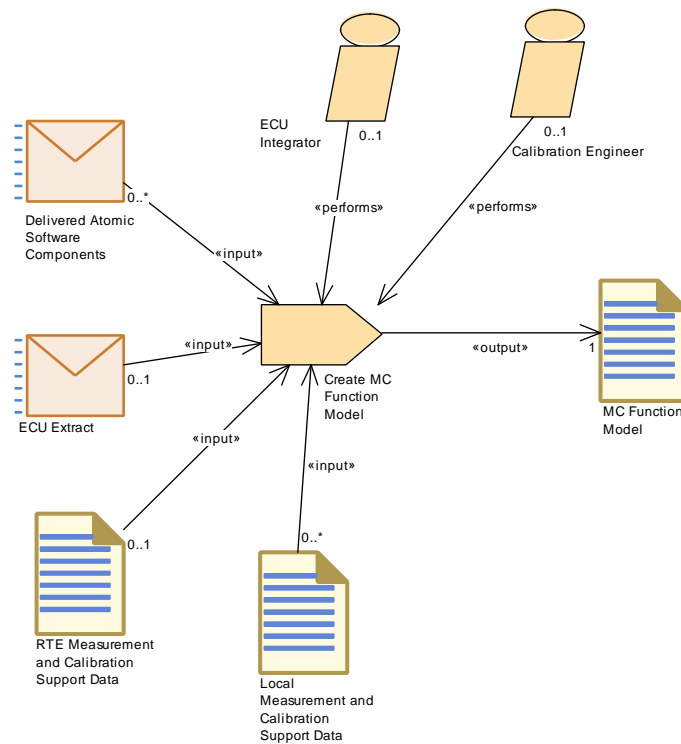 ECU
Integrator
0..1
0..1
Calibration Engineer
0..*
Delivered Atomic
Software
Components
«performs»
«performs»
«input»
«input»
0..1
ECU Extract
Create MC
Function
Model
«output»
1
MC Function
Model
«input»
«input»
0..1
0..*
RTE Measurement
and Calibration
Support Data
Local
Measurement and
Calibration
Support Data